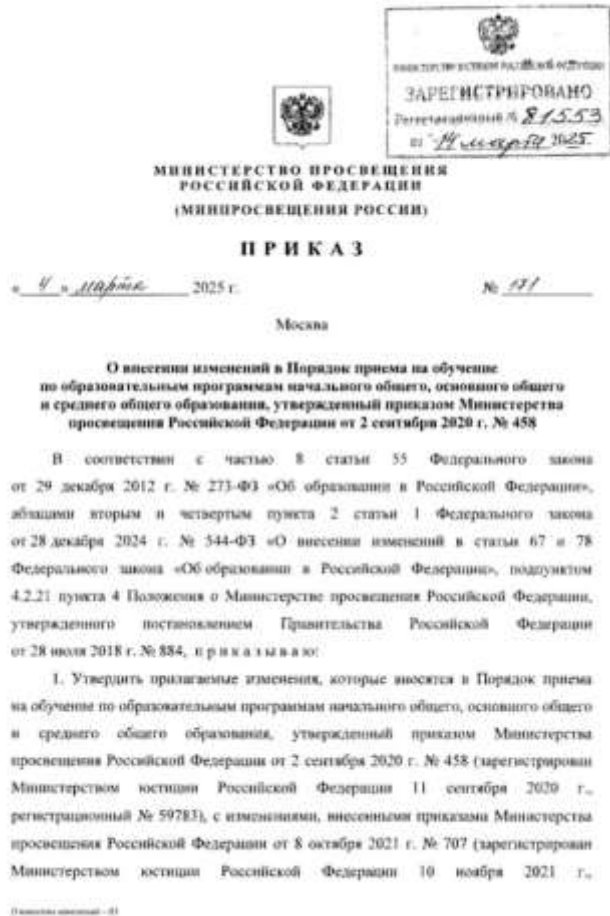 МИНИСТЕРСТВО ЮСТИЦИИ РОССИЙСКОЙ ФЕДЕРАЦИИ
ЗАРЕГИСТРИРОВАНО
Регистрационный № 81553
от "14 марта 2025.
МИНИСТЕРСТВО ПРОСВЕЩЕНИЯ
РОССИЙСКОЙ ФЕДЕРАЦИИ
(МИНПРОСВЕЩЕНИЯ РОССИИ)
ПРИКАЗ
« 4 » марта 2025 г. № 171
Москва
О внесении изменений в Порядок приема на обучение
по образовательным программам начального общего, основного общего
и среднего общего образования, утвержденный приказом Министерства
просвещения Российской Федерации от 2 сентября 2020 г. № 458
В соответствии с частью 8 статьи 55 Федерального закона
от 29 декабря 2012 г. № 273-ФЗ «Об образовании в Российской Федерации»,
абзацами вторым и четвертым пункта 2 статьи 1 Федерального закона
от 28 декабря 2024 г. № 544-ФЗ «О внесении изменений в статьи 67 и 78
Федерального закона «Об образовании в Российской Федерации», подпунктом
4.2.21 пункта 4 Положения о Министерстве просвещения Российской Федерации,
утвержденного постановлением Правительства Российской Федерации
от 28 июля 2018 г. № 884, приказываю:
1. Утвердить прилагаемые изменения, которые вносятся в Порядок приема
на обучение по образовательным программам начального общего, основного общего
и среднего общего образования, утвержденный приказом Министерства
просвещения Российской Федерации от 2 сентября 2020 г. № 458 (зарегистрирован
Министерством юстиции Российской Федерации 11 сентября 2020 г.,
регистрационный № 59783), с изменениями, внесенными приказами Министерства
просвещения Российской Федерации от 8 октября 2021 г. № 707 (зарегистрирован
Министерством юстиции Российской Федерации 10 ноября 2021 г.,
О внесении изменений – 03